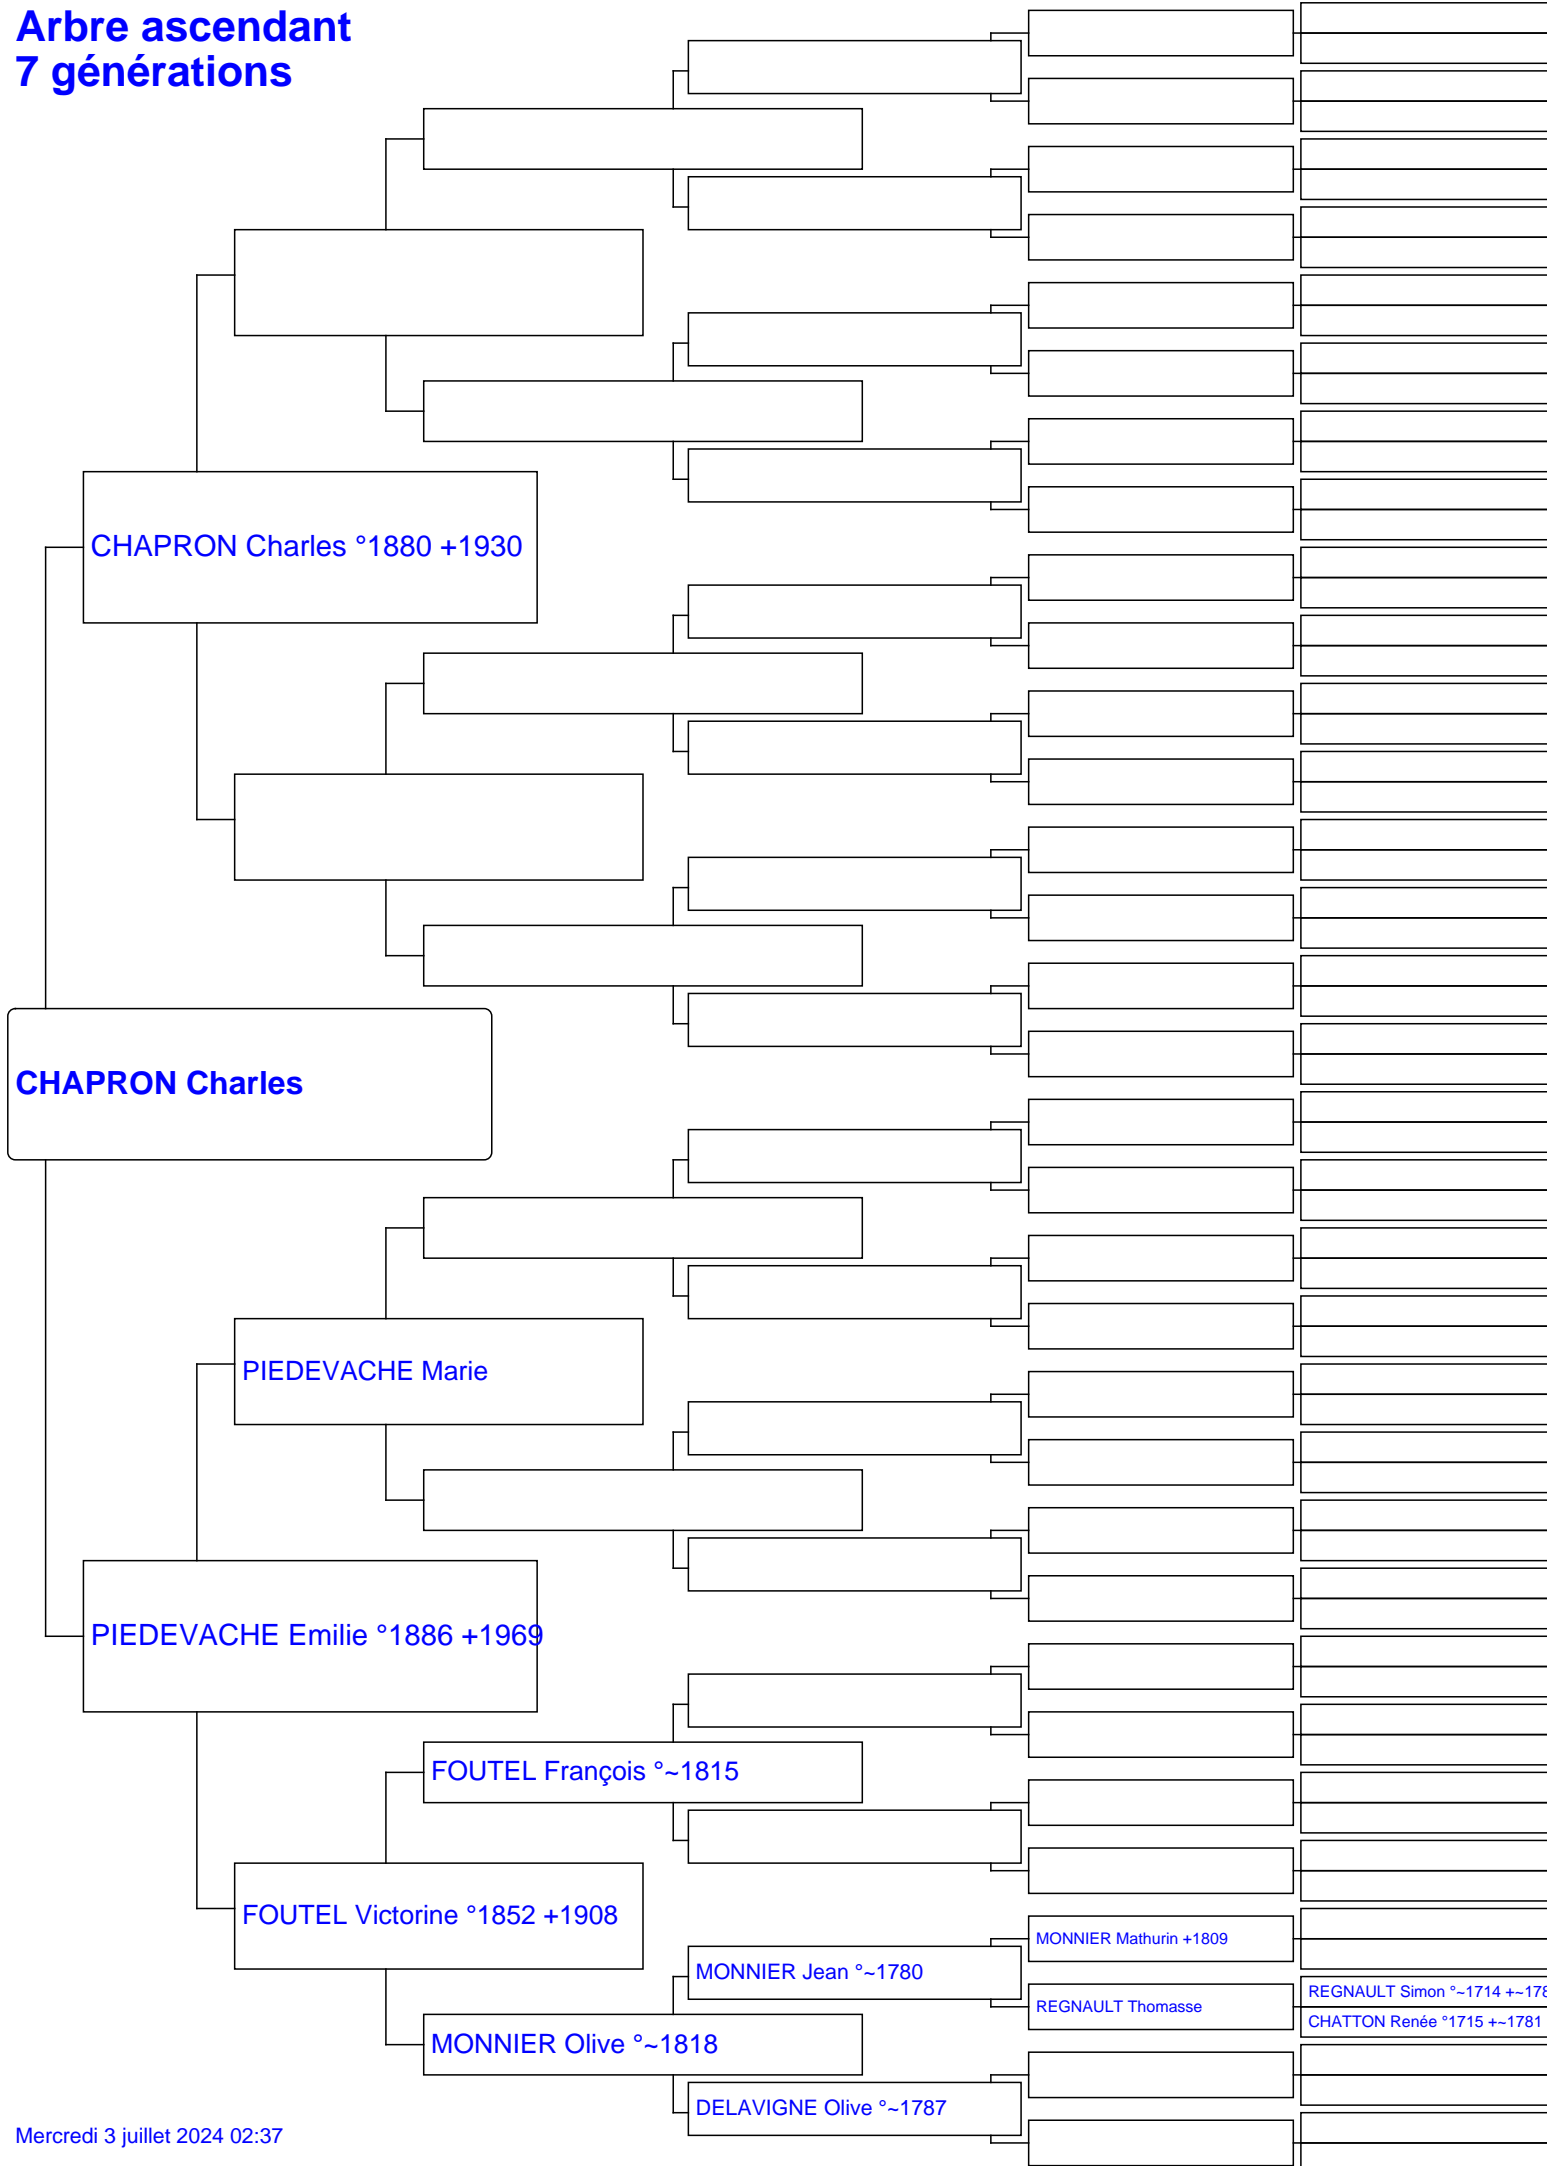 Arbre ascendant
7 générations
CHAPRON Charles °1880 +1930
CHAPRON Charles
PIEDEVACHE Marie
PIEDEVACHE Emilie °1886 +1969
FOUTEL François °~1815
FOUTEL Victorine °1852 +1908
MONNIER Mathurin +1809
MONNIER Jean °~1780
REGNAULT Simon °~1714 +~178
REGNAULT Thomasse
CHATTON Renée °1715 +~1781
MONNIER Olive °~1818
DELAVIGNE Olive °~1787
Mercredi 3 juillet 2024 02:37